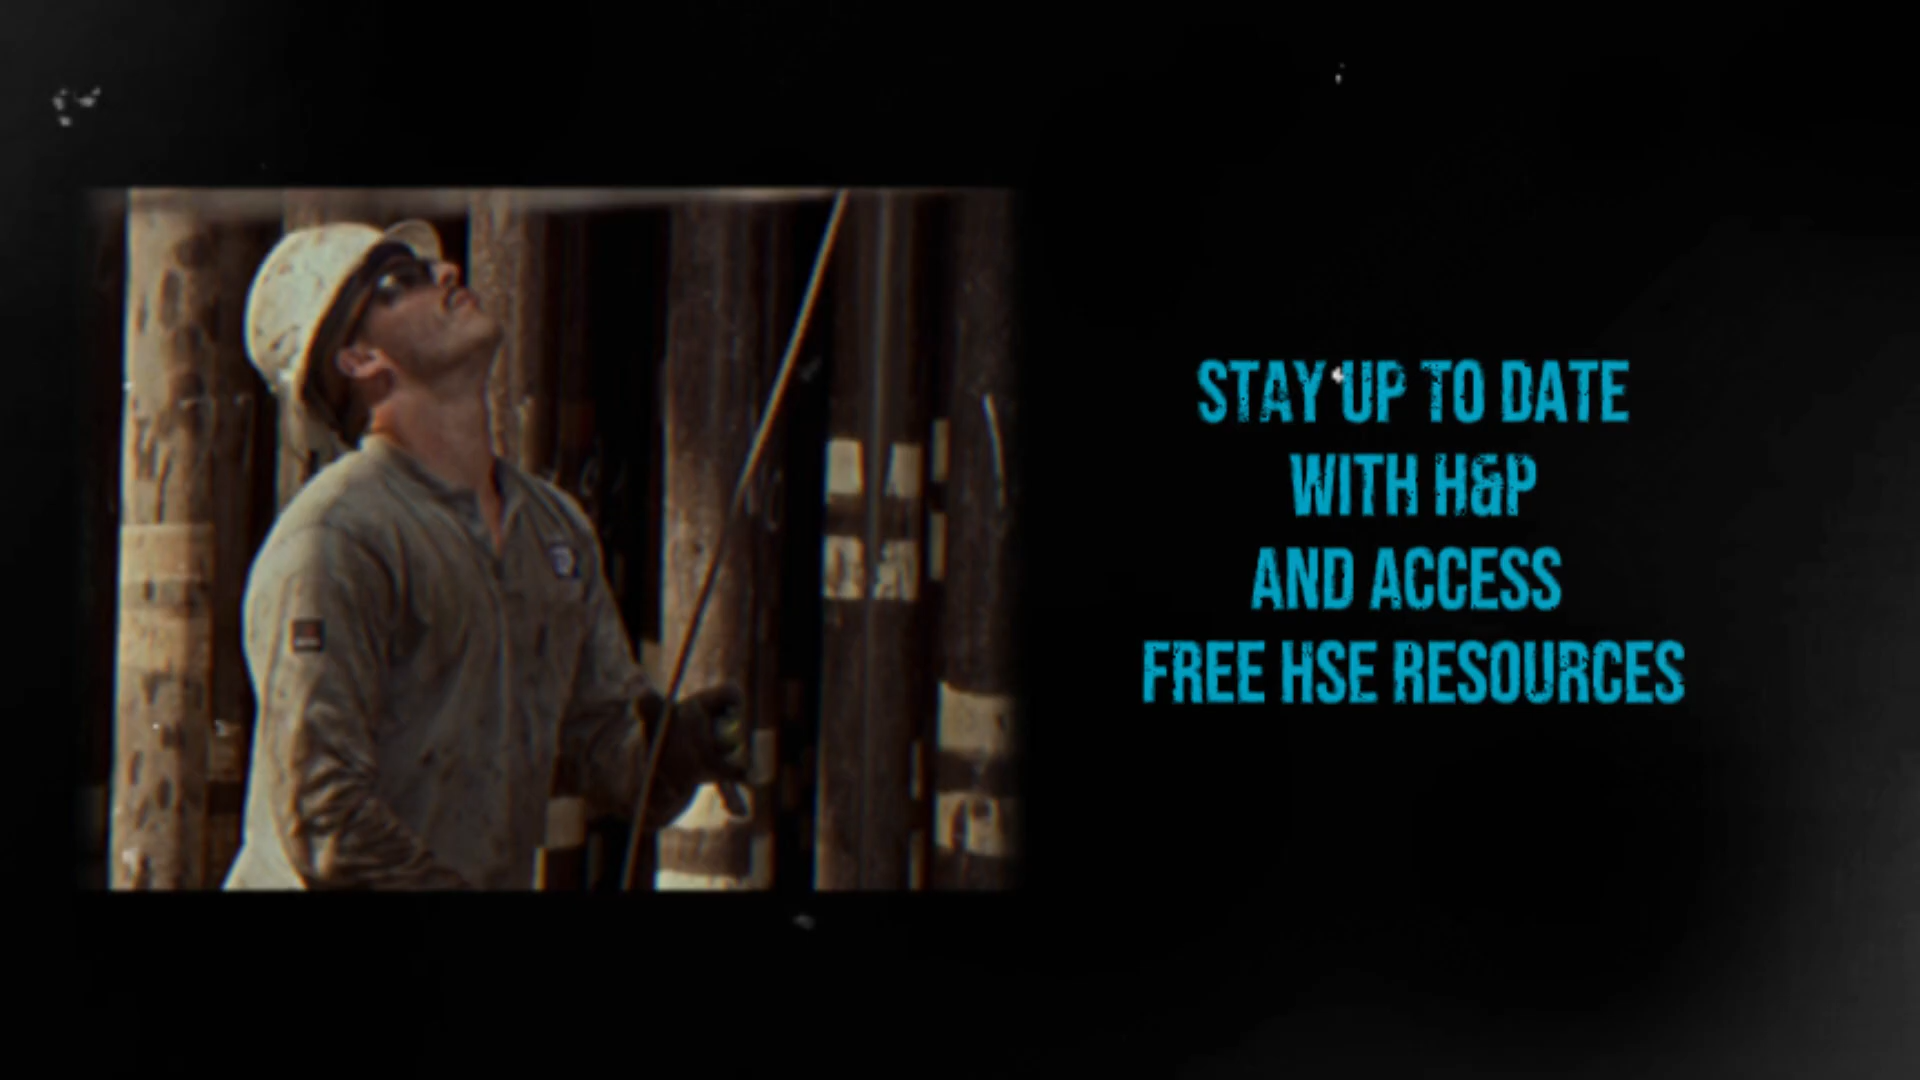 STAY UP TO DATE
WITH H&P
AND ACCESS
FREE HSE RESOURCES